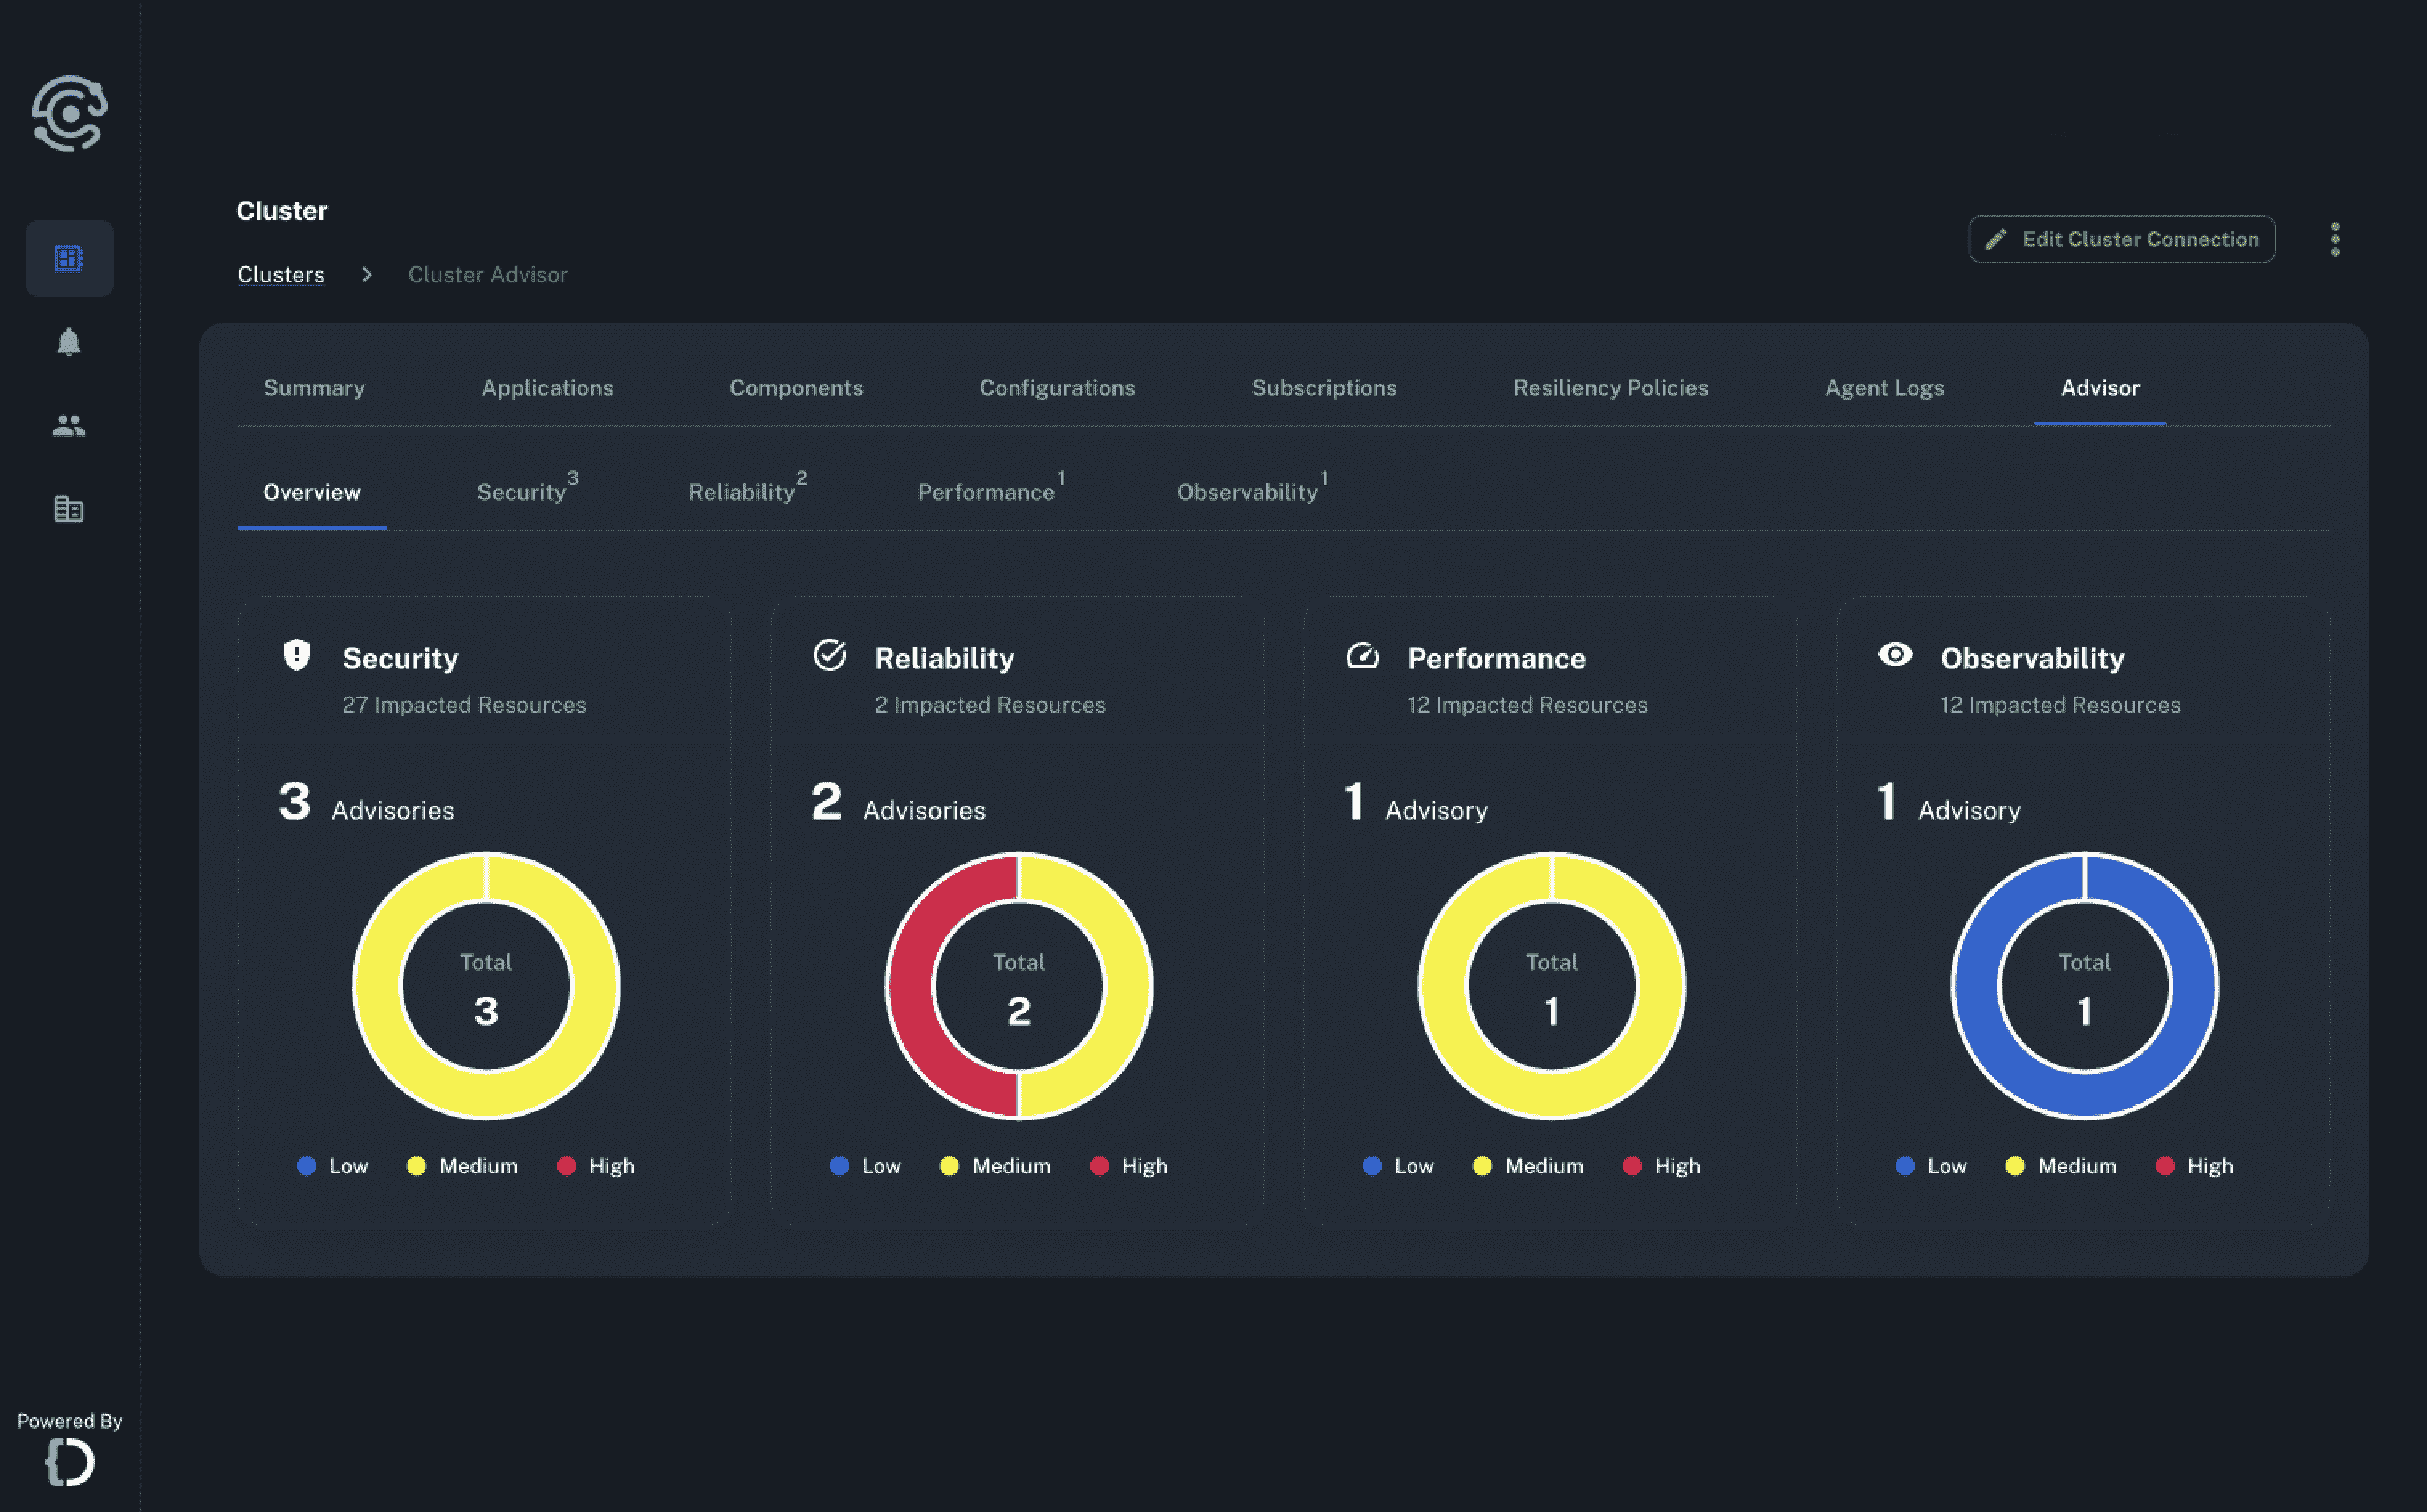 Cluster
Clusters > Cluster Advisor
Edit Cluster Connection
Summary Applications Components Configurations Subscriptions Resiliency Policies Agent Logs Advisor
Overview Security 3 Reliability 2 Performance 1 Observability 1
Security
27 Impacted Resources
3 Advisories
Total
3
Low Medium High
Reliability
2 Impacted Resources
2 Advisories
Total
2
Low Medium High
Performance
12 Impacted Resources
1 Advisory
Total
1
Low Medium High
Observability
12 Impacted Resources
1 Advisory
Total
1
Low Medium High
Powered By